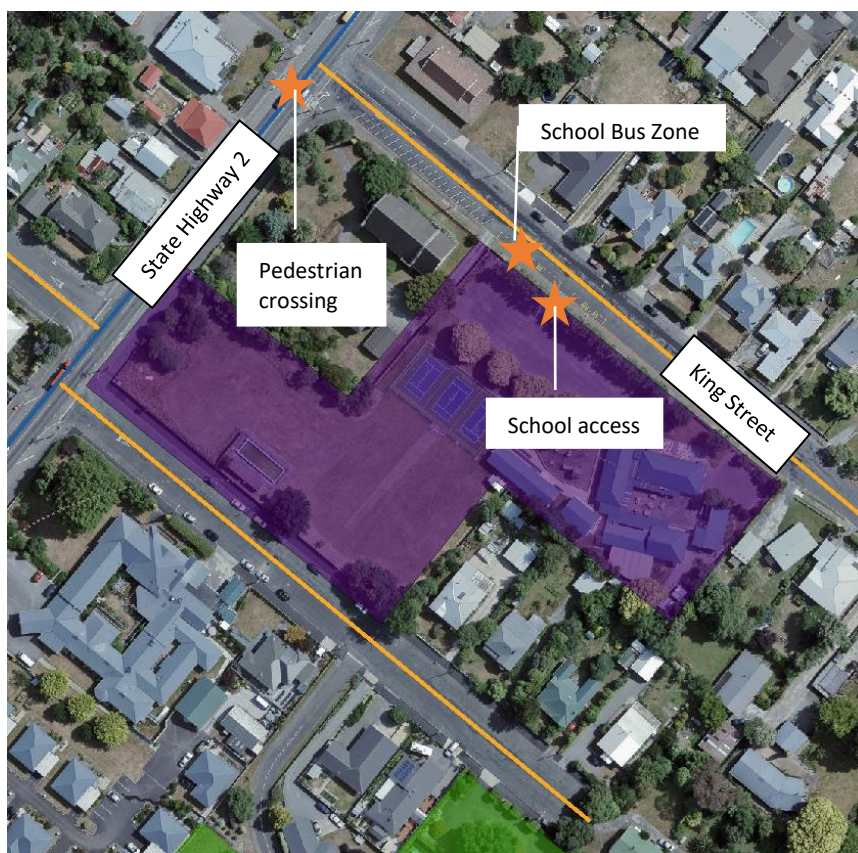 School Bus Zone
State Highway 2
Pedestrian
crossing
King Street
School access